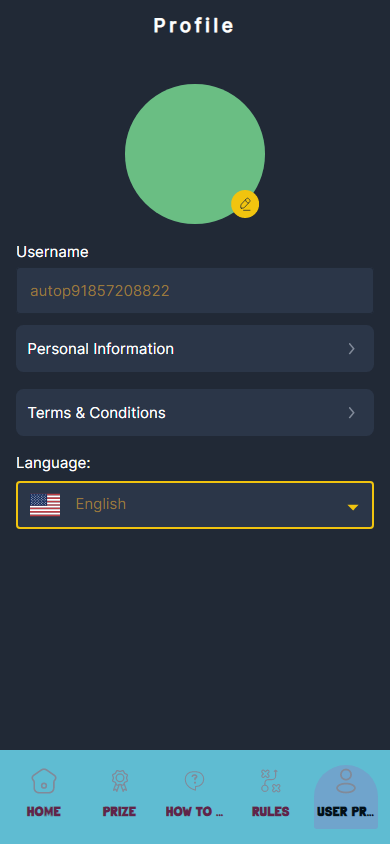 Profile
Username
autop91857208822
Personal Information
Terms & Conditions
Language:
English
HOME
PRIZE
HOW TO ...
RULES
USER PR...